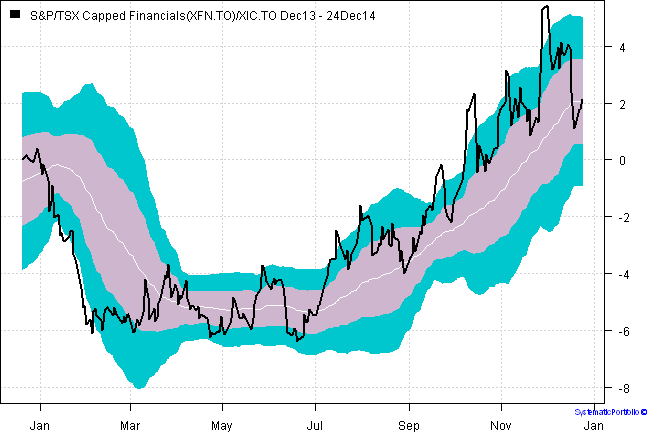 S&P/TSX Capped Financials(XFN.TO)/XIC.TO Dec13 - 24Dec14
4
2
0
-2
-4
-6
-8
SystematicPortfolio ©
Jan Mar May Jul Sep Nov Jan